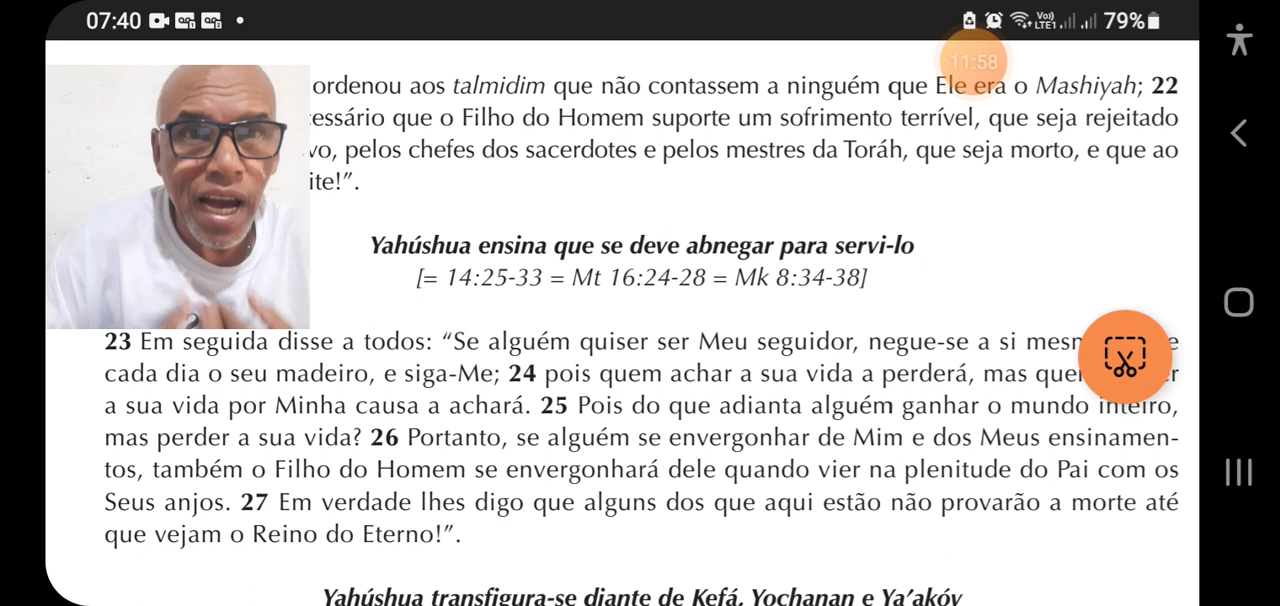 07:40
Voo) LTE1 79%
11:58
ordenou aos talmidim que não contassem a ninguém que Ele era o Mashiyah; 22
que o Filho do Homem suporte um sofrimento terrível, que seja rejeitado
pelos chefes dos sacerdotes e pelos mestres da Toráh, que seja morto, e que ao
Yahúshua ensina que se deve abnegar para servi-lo
[= 14:25-33 = Mt 16:24-28 = Mk 8:34-38]
23 Em seguida disse a todos: “Se alguém quiser ser Meu seguidor, negue-se a si
cada dia o seu madeiro, e siga-Me; 24 pois quem achar a sua vida a perderá, mas
a sua vida por Minha causa a achará. 25 Pois do que adianta alguém ganhar o mundo inteiro,
mas perder a sua vida? 26 Portanto, se alguém se envergonhar de Mim e dos Meus ensinamen-
tos, também o Filho do Homem se envergonhará dele quando vier na plenitude do Pai com os
Seus anjos. 27 Em verdade lhes digo que alguns dos que aqui estão não provarão a morte até
que vejam o Reino do Eterno!”.
Yahúshua transfigura-se diante de Kefá, Yochanan e Ya’akóv